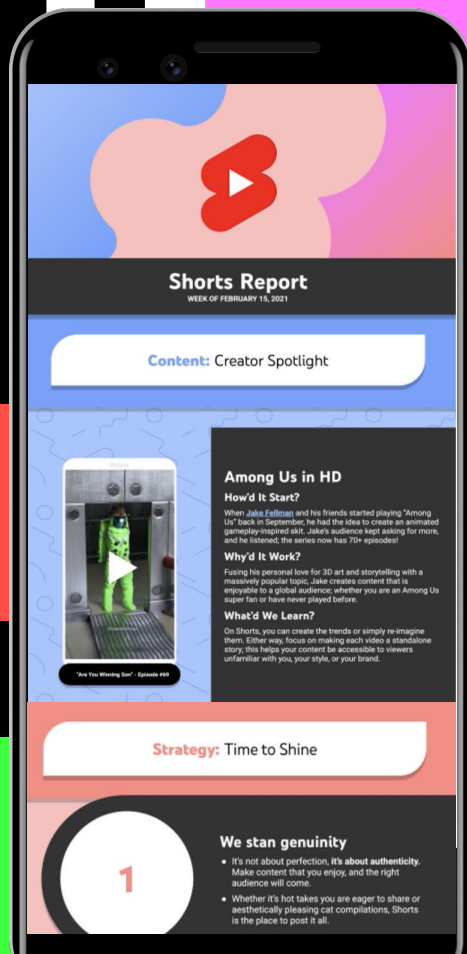 Shorts Report
WEEK OF FEBRUARY 15, 2021
Content: Creator Spotlight
Among Us in HD
How'd It Start?
When Jake Fellman and his friends started playing "Among
Us" back in September, he had the idea to create an animated
gameplay-inspired skit. Jake's audience kept asking for more,
and he listened; the series now has 70+ episodes!
Why'd It Work?
Fusing his personal love for 3D art and storytelling with a
massively popular topic, Jake creates content that is
enjoyable to a global audience; whether you are an Among Us
super fan or have never played before.
What'd We Learn?
On Shorts, you can create the trends or simply re-imagine
them. Either way, focus on making each video a standalone
story; this helps your content be accessible to viewers
unfamiliar with you, your style, or your brand.
"Are You Winning Son" - Episode #69
Strategy: Time to Shine
1
We stan genuinity
• It's not about perfection, it's about authenticity.
Make content that you enjoy, and the right
audience will come.
• Whether it's hot takes you are eager to share or
aesthetically pleasing cat compilations, Shorts
is the place to post it all.